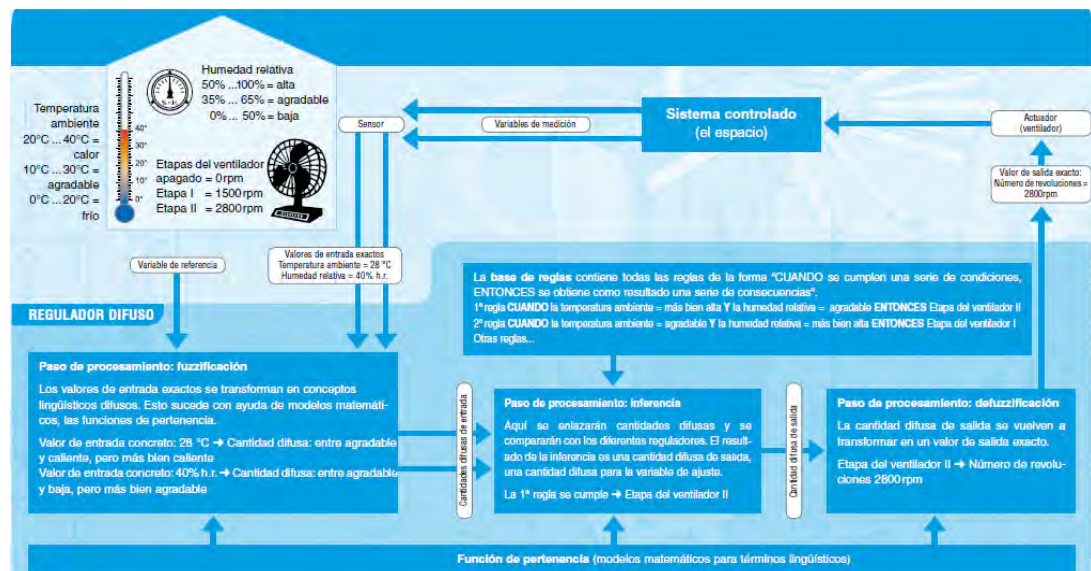 Humedad relativa
50% ...100% = alta
35% ... 65% = agradable
0% ... 50% = baja
Temperatura
ambiente
20°C ... 40°C =
calor
10°C ... 30°C =
agradable
0°C ... 20°C =
frío
40°
30°
20°
10°
0°
Etapas del ventilador
apagado = 0 rpm
Etapa I = 1500 rpm
Etapa II = 2800 rpm
Sensor
Variables de medición
Sistema controlado
(el espacio)
Actuador
(ventilador)
Valor de salida exacto:
Número de revoluciones =
2800 rpm
Variable de referencia
Valores de entrada exactos
Temperatura ambiente = 28 °C
Humedad relativa = 40% h.r.
REGULADOR DIFUSO
La base de reglas contiene todas las reglas de la forma "CUANDO se cumplen una serie de condiciones,
ENTONCES se obtiene como resultado una serie de consecuencias".
1ª regla CUANDO la temperatura ambiente = más bien alta Y la humedad relativa = agradable ENTONCES Etapa del ventilador II
2ª regla CUANDO la temperatura ambiente = agradable Y la humedad relativa = más bien alta ENTONCES Etapa del ventilador I
Otras reglas...
Paso de procesamiento: fuzzificación
Los valores de entrada exactos se transforman en conceptos
lingüísticos difusos. Esto sucede con ayuda de modelos matemáti-
cos, las funciones de pertenencia.
Valor de entrada concreto: 28 °C ➔ Cantidad difusa: entre agradable
y caliente, pero más bien caliente
Valor de entrada concreto: 40% h.r. ➔ Cantidad difusa: entre agradable
y baja, pero más bien agradable
Cantidades difusas de entrada
Paso de procesamiento: inferencia
Aquí se enlazarán cantidades difusas y se
compararán con los diferentes reguladores. El result-
ado de la inferencia es una cantidad difusa de salida,
una cantidad difusa para la variable de ajuste.
La 1ª regla se cumple ➔ Etapa del ventilador II
Cantidad difusa de salida
Paso de procesamiento: defuzzificación
La cantidad difusa de salida se vuelven a
transformar en un valor de salida exacto.
Etapa del ventilador II ➔ Número de revolu-
ciones 2800 rpm
Función de pertenencia (modelos matemáticos para términos lingüísticos)